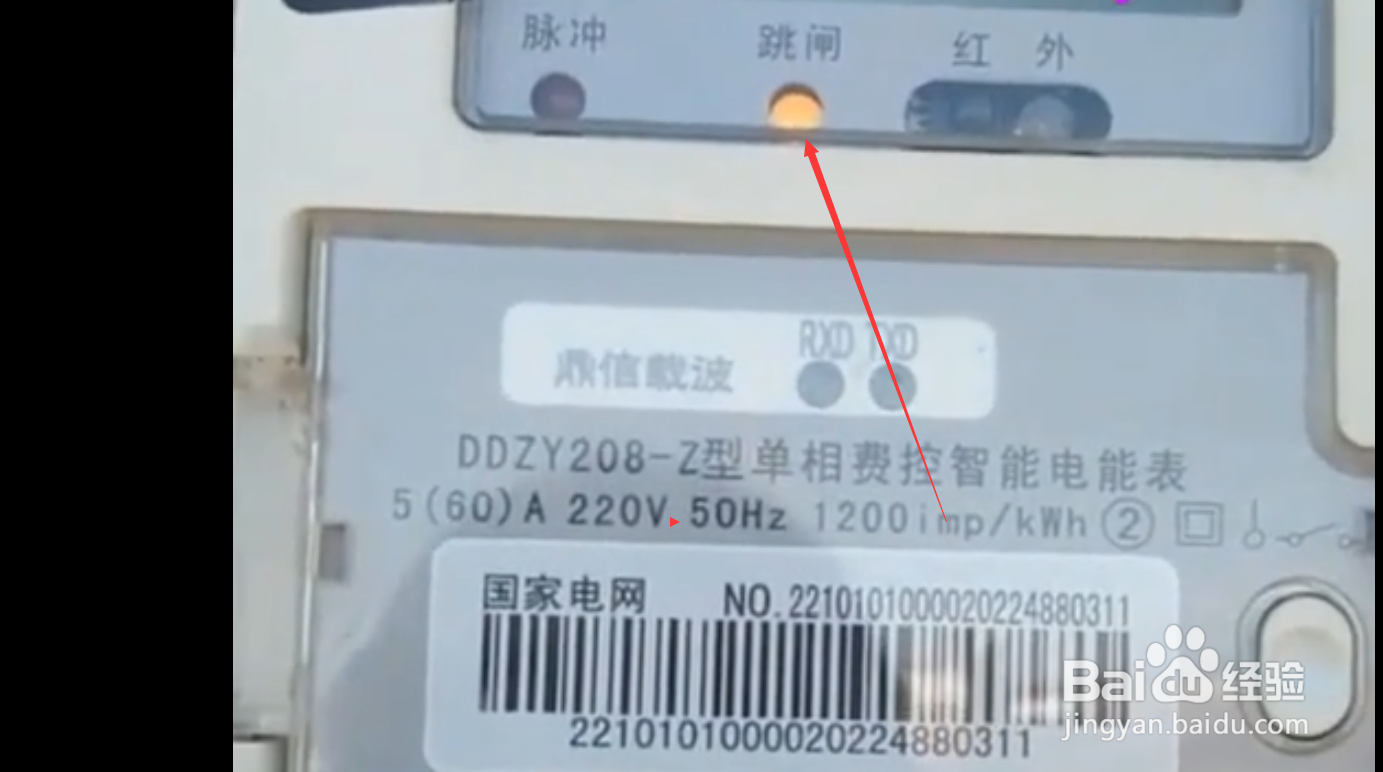 脉冲 跳闸 红 外
鼎信载波 RXD TXD
DDZY208-Z型单相费控智能电能表
5(60)A 220V 50Hz 1200imp/kWh ②
国家电网 NO.2210101000020224880311
2210101000020224880311
Baidu 经验
jingyan.baidu.com